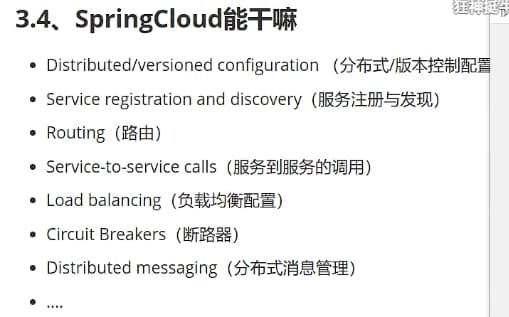 3.4、SpringCloud能干嘛
Distributed/versioned configuration （分布式/版本控制配置
Service registration and discovery（服务注册与发现）
Routing（路由）
Service-to-service calls（服务到服务的调用）
Load balancing（负载均衡配置）
Circuit Breakers（断路器）
Distributed messaging（分布式消息管理）
....